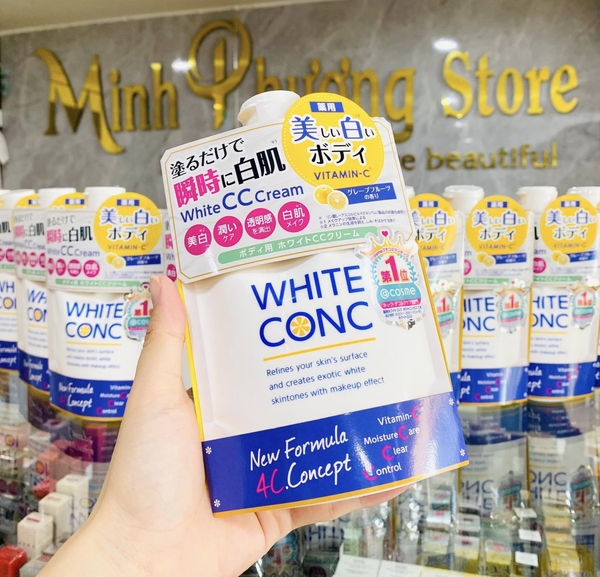 Minh Phương Store
be beautiful
薬用
美しい白い
ボディ
VITAMIN-C
グレープフルーツ
の香り
塗るだけで
瞬時に白肌
White CC Cream
美白
潤い
ケア
透明感
を演出
白肌
メイク
ボディ用 ホワイトCCクリーム
第1位
@cosme
WHITE
CONC
Refines your skin's surface
and creates exotic white
skintones with makeup effect
New Formula
4C.Concept
Vitamin-C
Moisture Care
Clear
Control